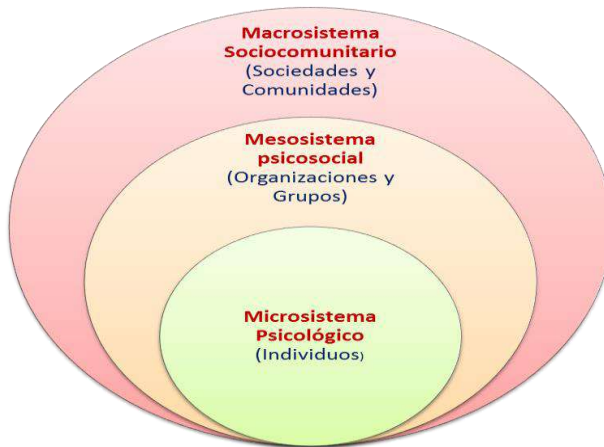 Macrosistema
Sociocomunitario
(Sociedades y
Comunidades)
Mesosistema
psicosocial
(Organizaciones y
Grupos)
Microsistema
Psicológico
(Individuos)